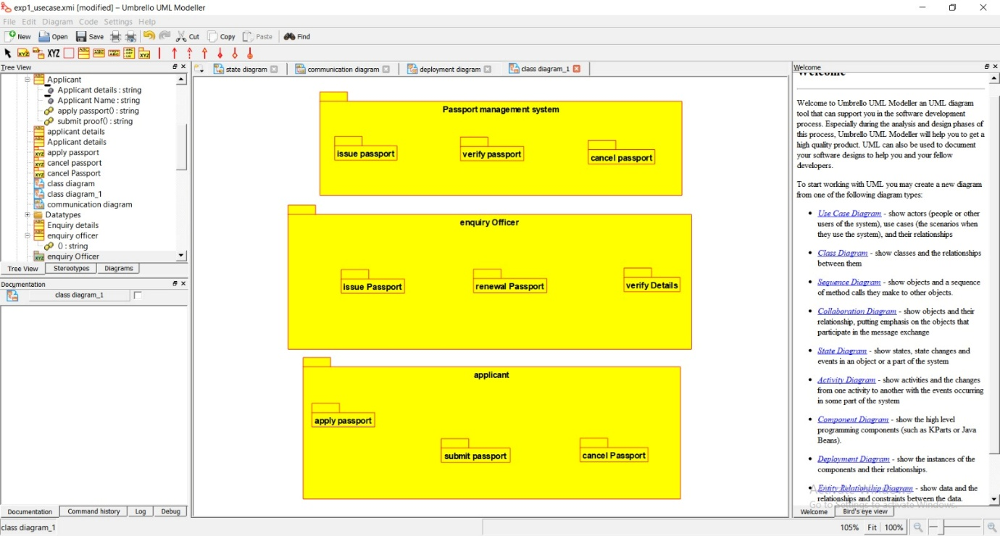 exp1_usecase.xmi [modified] – Umbrello UML Modeller
File Edit Diagram Code Settings Help
New Open Save Cut Copy Paste Find
XYZ XYZ ABC
Tree View
Applicant
Applicant details : string
Applicant Name : string
apply passport() : string
submit proof() : string
applicant details
Applicant details
apply passport
cancel passport
cancel Passport
class diagram
class diagram_1
communication diagram
Datatypes
Enquiry details
enquiry officer
() : string
enquiry Officer
Tree View Stereotypes Diagrams
Documentation
class diagram_1
Documentation Command history Log Debug
class diagram_1
state diagram communication diagram deployment diagram class diagram_1
Passport management system
issue passport verify passport cancel passport
enquiry Officer
issue Passport renewal Passport verify Details
applicant
apply passport
submit passport cancel Passport
Welcome
Welcome
Welcome to Umbrello UML Modeller an UML diagram
tool that can support you in the software development
process. Especially during the analysis and design phases of
this process, Umbrello UML Modeller will help you to get a
high quality product. UML can also be used to document
your software designs to help you and your fellow
developers.
To start working with UML you may create a new diagram
from one of the following diagram types:
• Use Case Diagram - show actors (people or other
users of the system), use cases (the scenarios when
they use the system), and their relationships
• Class Diagram - show classes and the relationships
between them
• Sequence Diagram - show objects and a sequence
of method calls they make to other objects.
• Collaboration Diagram - show objects and their
relationship, putting emphasis on the objects that
participate in the message exchange
• State Diagram - show states, state changes and
events in an object or a part of the system
• Activity Diagram - show activities and the changes
from one activity to another with the events occurring
in some part of the system
• Component Diagram - show the high level
programming components (such as KParts or Java
Beans).
• Deployment Diagram - show the instances of the
components and their relationships.
• Entity Relationship Diagram - show data and the
relationships and constraints between the data.
Activate Windows
Go to Settings to activate Windows.
Welcome Bird's eye view
105% Fit 100%